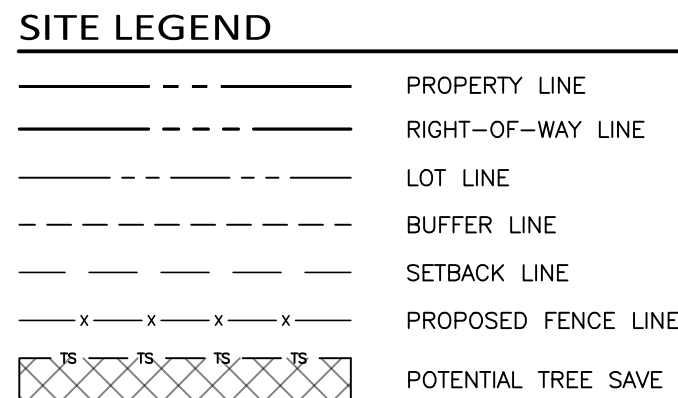 SITE LEGEND
PROPERTY LINE
RIGHT-OF-WAY LINE
LOT LINE
BUFFER LINE
SETBACK LINE
X X X X PROPOSED FENCE LINE
TS TS TS TS
POTENTIAL TREE SAVE